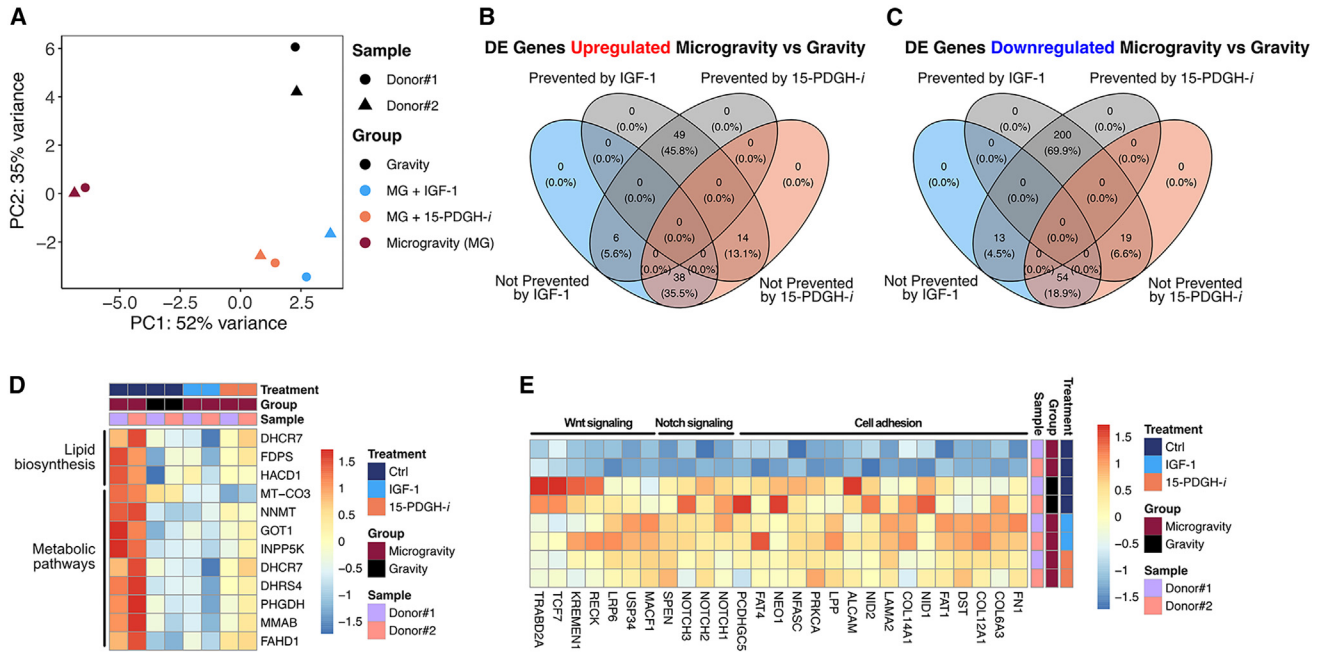 A
6
4
2
0
−2
PC2: 35% variance
−5.0
−2.5
0.0
2.5
PC1: 52% variance
Sample
Donor#1
Donor#2
Group
Gravity
MG + IGF-1
MG + 15-PDGH-i
Microgravity (MG)
B
DE Genes Upregulated Microgravity vs Gravity
Prevented by IGF-1
Prevented by 15-PDGH-i
0
(0.0%)
0
(0.0%)
49
(45.8%)
0
(0.0%)
0
(0.0%)
0
(0.0%)
0
(0.0%)
0
(0.0%)
0
(0.0%)
0
(0.0%)
6
(5.6%)
14
(13.1%)
0
(0.0%)
0
(0.0%)
38
(35.5%)
Not Prevented
by IGF-1
Not Prevented
by 15-PDGH-i
C
DE Genes Downregulated Microgravity vs Gravity
Prevented by IGF-1
Prevented by 15-PDGH-i
0
(0.0%)
0
(0.0%)
200
(69.9%)
0
(0.0%)
0
(0.0%)
0
(0.0%)
0
(0.0%)
0
(0.0%)
0
(0.0%)
0
(0.0%)
13
(4.5%)
19
(6.6%)
0
(0.0%)
0
(0.0%)
54
(18.9%)
Not Prevented
by IGF-1
Not Prevented
by 15-PDGH-i
D
Treatment
Group
Sample
Lipid
biosynthesis
Metabolic
pathways
DHCR7
FDPS
HACD1
MT−CO3
NNMT
GOT1
INPP5K
DHCR7
DHRS4
PHGDH
MMAB
FAHD1
1.5
1
0.5
0
−0.5
−1
−1.5
Treatment
Ctrl
IGF-1
15-PDGH-i
Group
Microgravity
Gravity
Sample
Donor#1
Donor#2
E
Wnt signaling
Notch signaling
Cell adhesion
Sample
Group
Treatment
TRABD2A
TCF7
KREMEN1
RECK
LRP6
USP34
MACF1
SPEN
NOTCH3
NOTCH2
NOTCH1
PCDHGC5
FAT4
NEO1
NFASC
PRKCA
LPP
ALCAM
NID2
LAMA2
COL14A1
NID1
FAT1
DST
COL12A1
COL6A3
FN1
1.5
1
0.5
0
−0.5
−1
−1.5
Treatment
Ctrl
IGF-1
15-PDGH-i
Group
Microgravity
Gravity
Sample
Donor#1
Donor#2